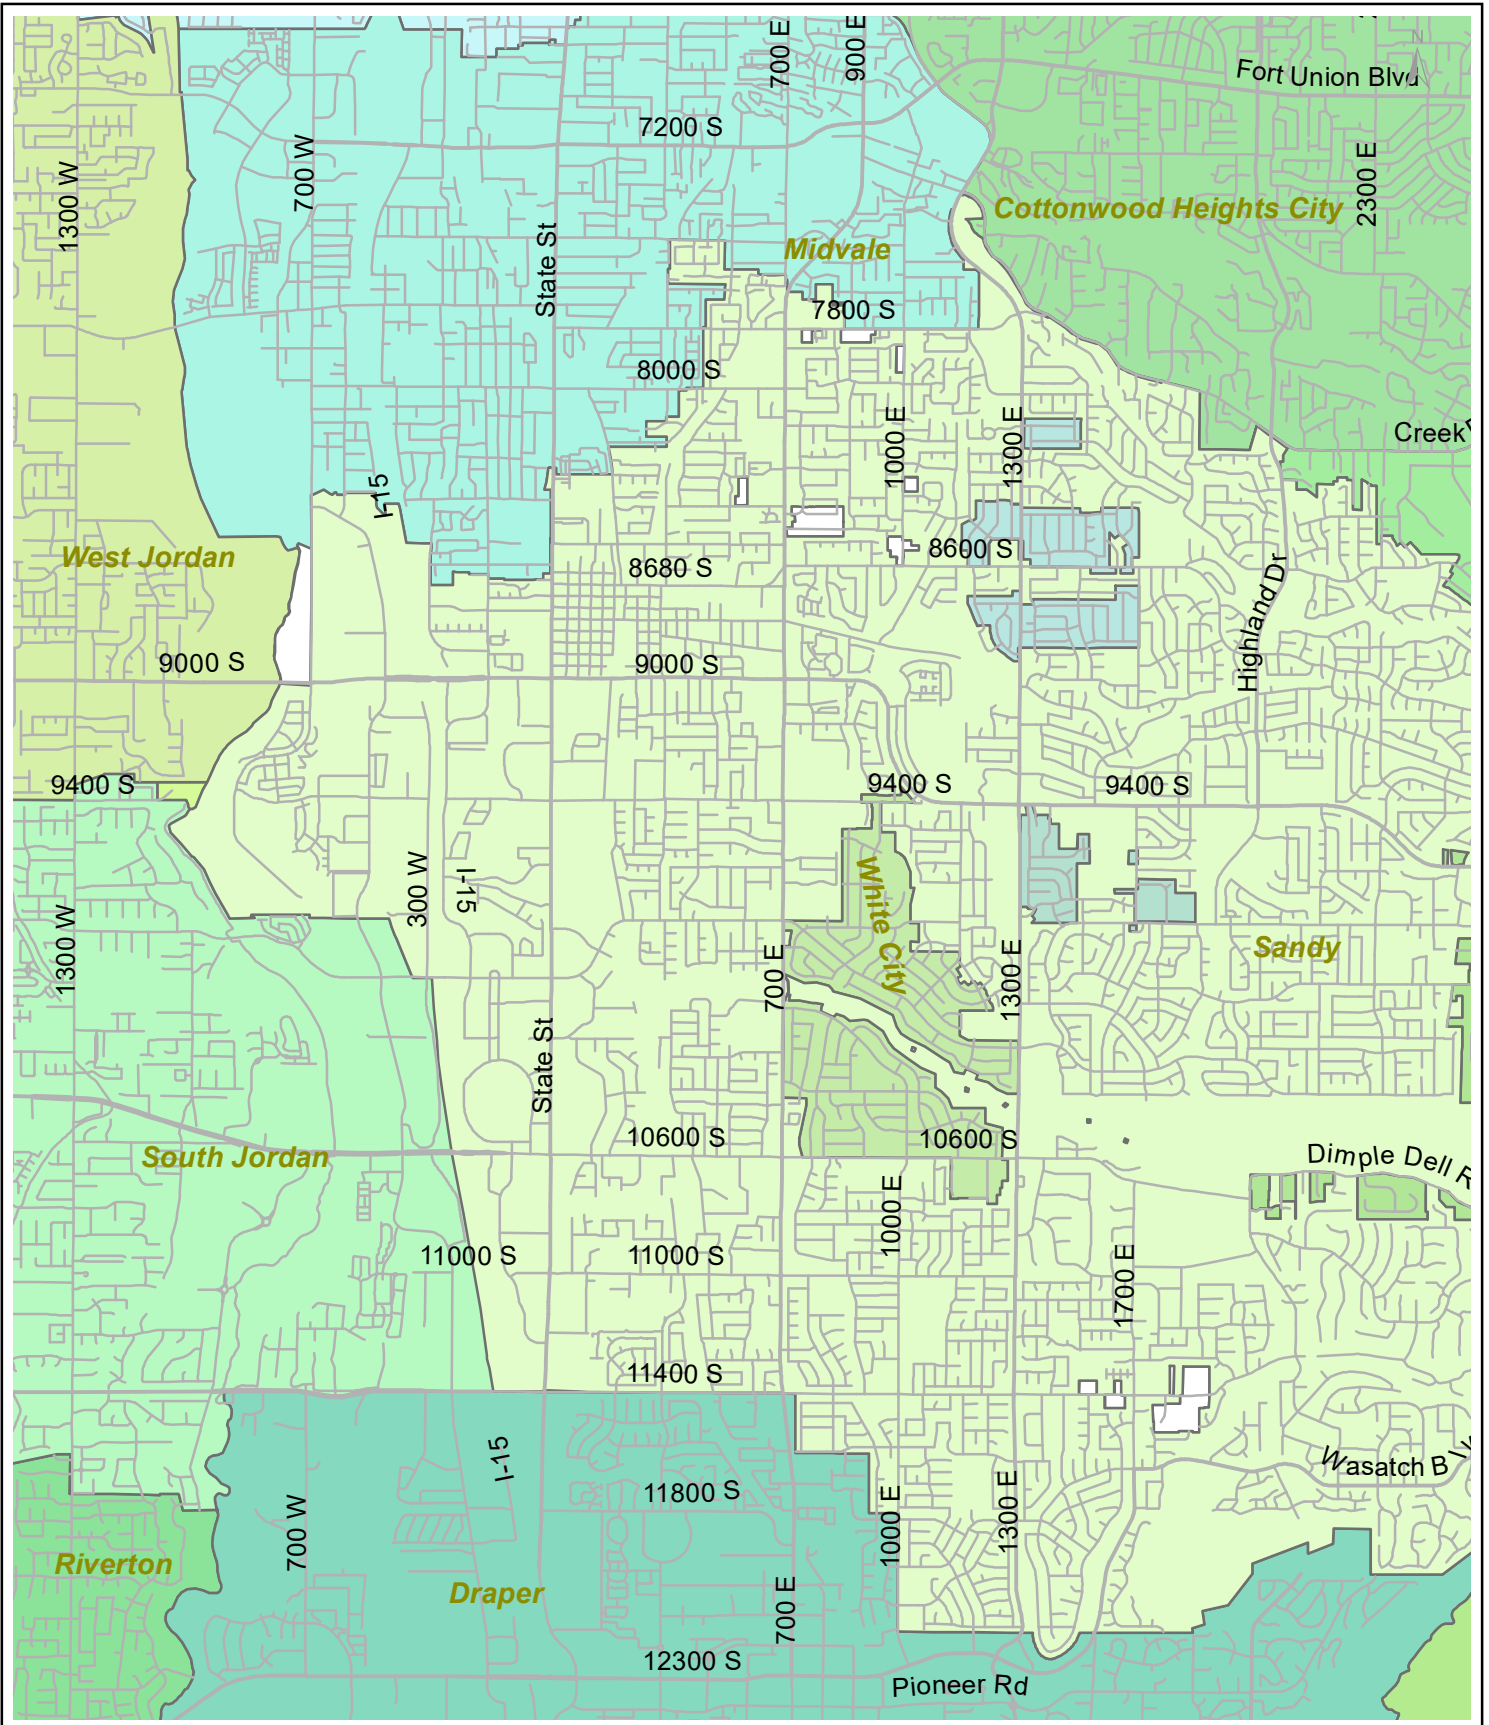 700 E
900 E
N
Fort Union Blvd
7200 S
700 W
1300 W
2300 E
Cottonwood Heights City
Midvale
State St
7800 S
8000 S
1000 E
1300 E
Creek
I-15
West Jordan
8680 S
8600 S
Highland Dr
9000 S
9000 S
9400 S
9400 S
9400 S
300 W
I-15
White City
1300 W
700 E
1300 E
Sandy
State St
10600 S
10600 S
South Jordan
Dimple Dell R
1000 E
11000 S
11000 S
1700 E
11400 S
I-15
Wasatch Blv
11800 S
700 W
1000 E
1300 E
Riverton
Draper
700 E
12300 S
Pioneer Rd